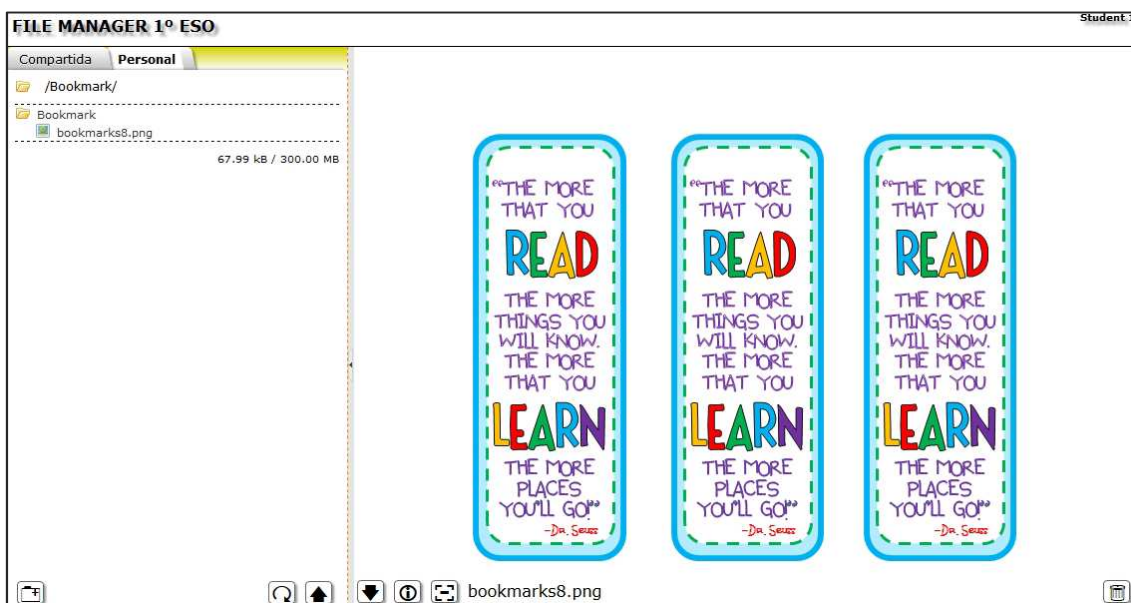 FILE MANAGER 1º ESO
Student 1
Compartida
Personal
/Bookmark/
Bookmark
bookmarks8.png
67.99 kB / 300.00 MB
“THE MORE
THAT YOU
READ
THE MORE
THINGS YOU
WILL KNOW.
THE MORE
THAT YOU
LEARN
THE MORE
PLACES
YOU'LL GO!”
-Dr. Seuss
“THE MORE
THAT YOU
READ
THE MORE
THINGS YOU
WILL KNOW.
THE MORE
THAT YOU
LEARN
THE MORE
PLACES
YOU'LL GO!”
-Dr. Seuss
“THE MORE
THAT YOU
READ
THE MORE
THINGS YOU
WILL KNOW.
THE MORE
THAT YOU
LEARN
THE MORE
PLACES
YOU'LL GO!”
-Dr. Seuss
bookmarks8.png